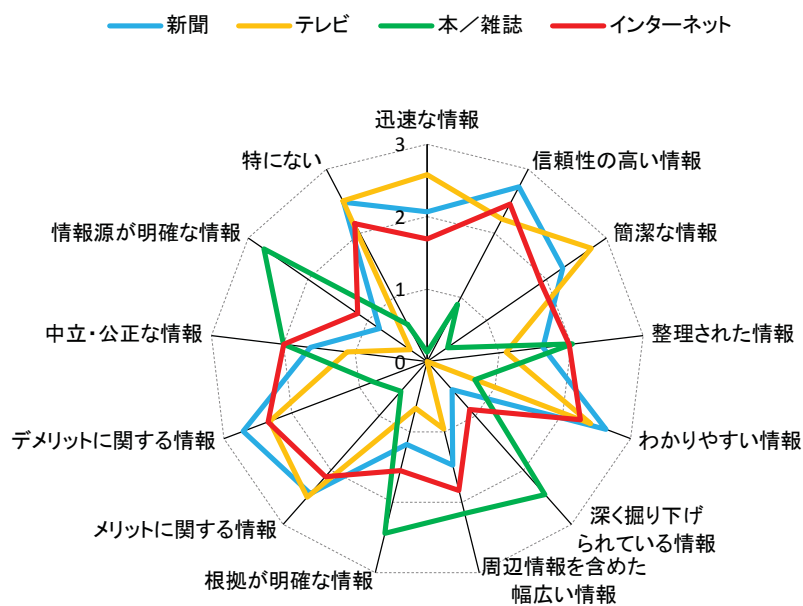 新聞
テレビ
本／雑誌
インターネット
迅速な情報
特にない
信頼性の高い情報
情報源が明確な情報
簡潔な情報
中立・公正な情報
整理された情報
デメリットに関する情報
わかりやすい情報
メリットに関する情報
深く掘り下げ
られている情報
根拠が明確な情報
周辺情報を含めた
幅広い情報
3
2
1
0